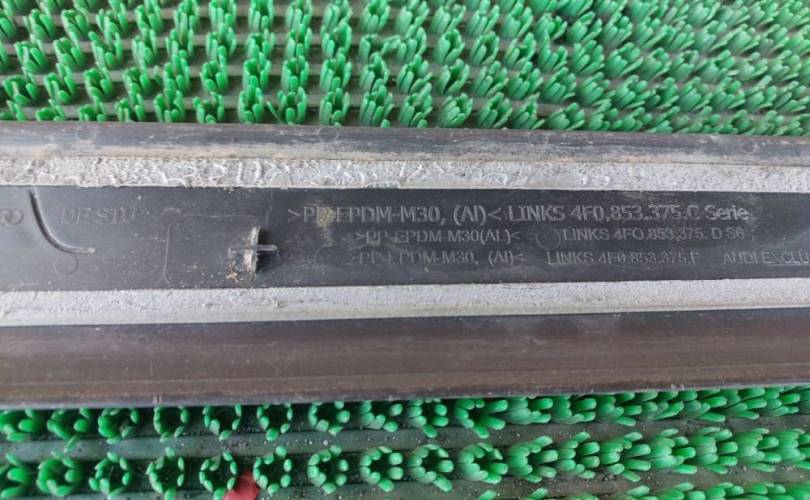 >PP-EPDM-M30, (Al)< LINKS 4F0.853.375.C Serie
>PP-EPDM-M30(AL)< LINKS 4F0.853.375. D S6
>PP-EPDM-M30, (Al)< LINKS 4F0.853.375.F AUDI EXCLU